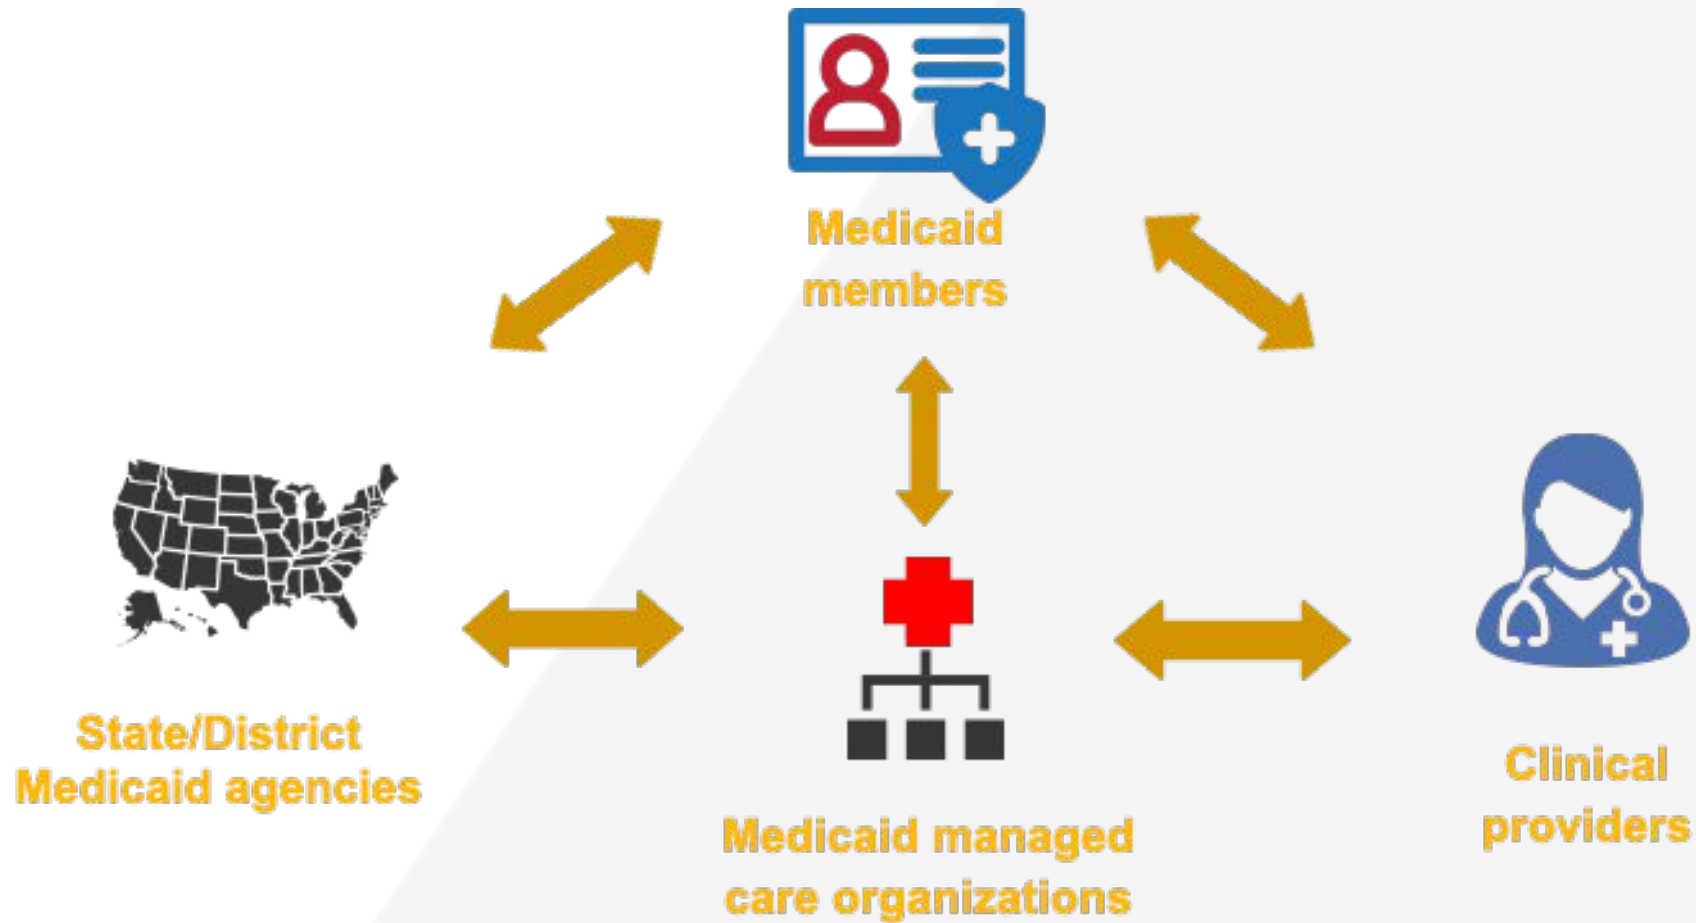 Medicaid
members
State/District
Medicaid agencies
Medicaid managed
care organizations
Clinical
providers